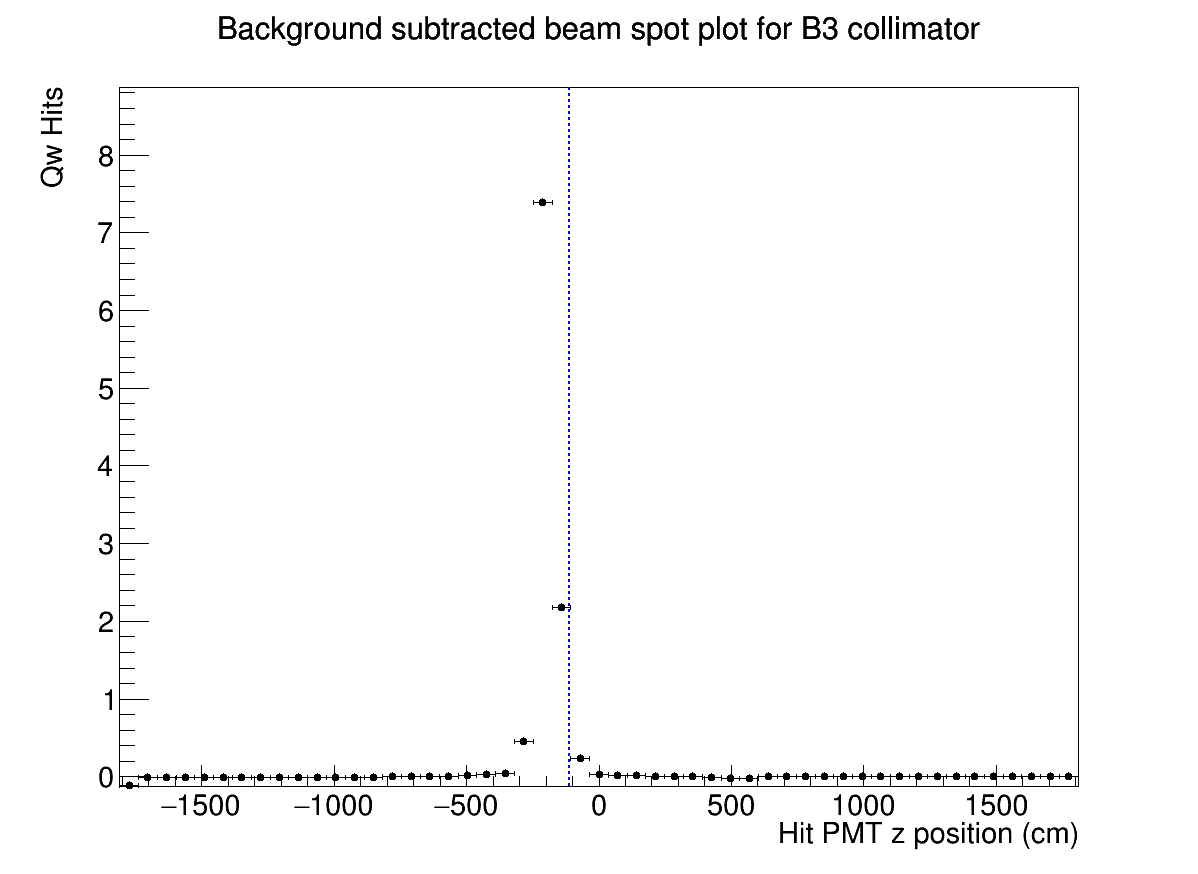 Background subtracted beam spot plot for B3 collimator
Qw Hits
8
7
6
5
4
3
2
1
0
−1500 −1000 −500 0 500 1000 1500
Hit PMT z position (cm)